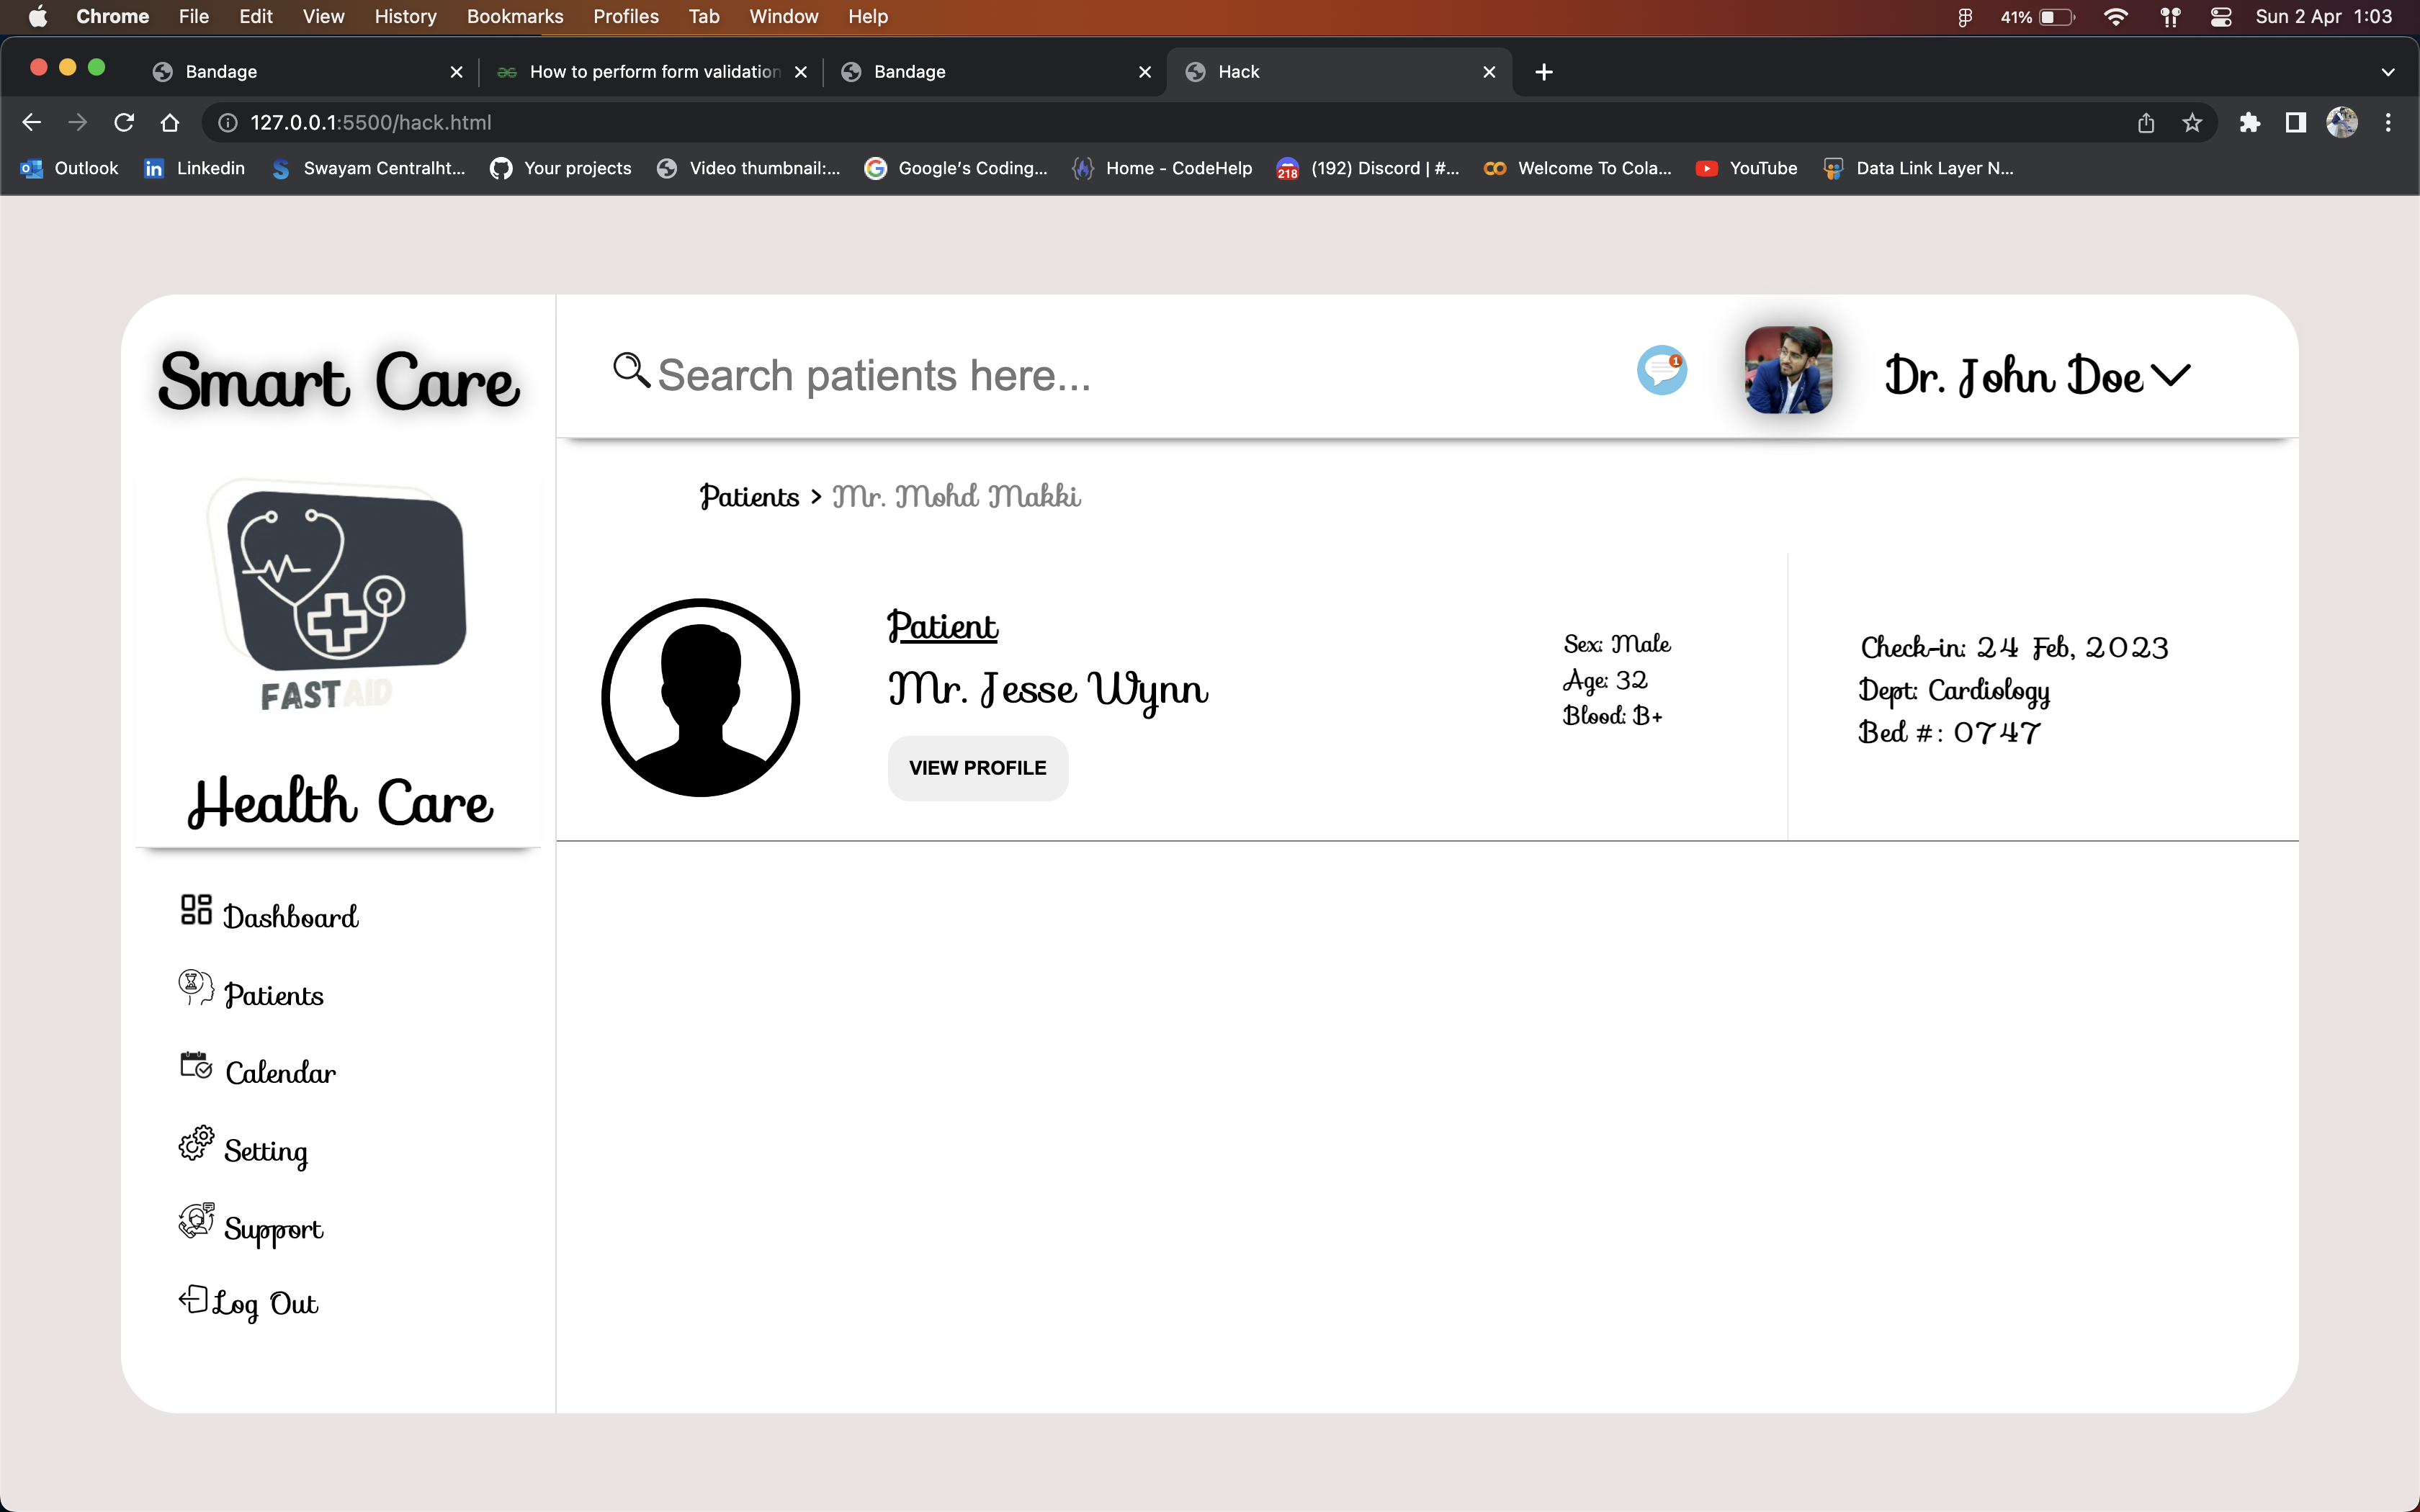 Chrome File Edit View History Bookmarks Profiles Tab Window Help 41% Sun 2 Apr 1:03
Bandage How to perform form validation Bandage Hack
127.0.0.1:5500/hack.html
Outlook Linkedin Swayam Centralht... Your projects Video thumbnail:... Google's Coding... Home - CodeHelp 218 (192) Discord | #... Welcome To Cola... YouTube Data Link Layer N...
Smart Care
Search patients here...
1
Dr. John Doe
Patients > Mr. Mohd Makki
FAST AID
Health Care
Patient
Mr. Jesse Wynn
VIEW PROFILE
Sex: Male
Age: 32
Blood: B+
Check-in: 24 Feb, 2023
Dept: Cardiology
Bed #: 0747
Dashboard
Patients
Calendar
Setting
Support
Log Out